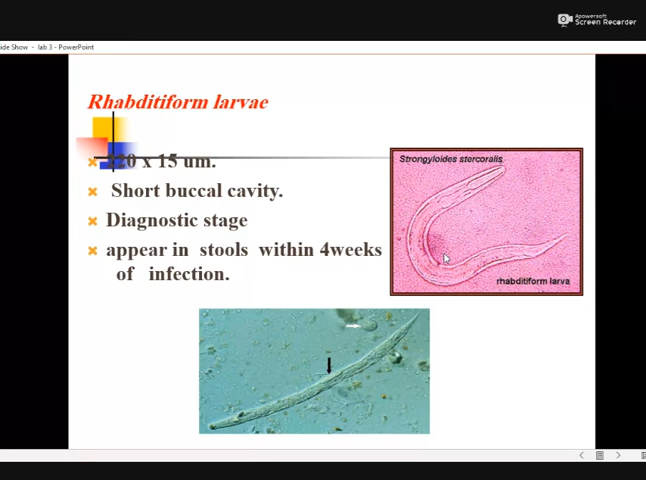 Apowersoft
Screen Recorder
ide Show - lab 3 - PowerPoint
Rhabditiform larvae
20 x 15 um.
Short buccal cavity.
Diagnostic stage
appear in stools within 4weeks
of infection.
Strongyloides stercoralis
rhabditiform larva